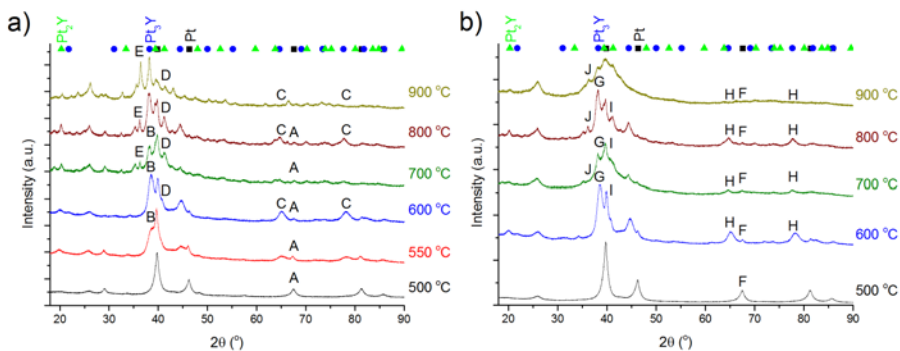 a)
Pt₂Y
Pt₃Y
Pt
E
D
C
C
900 °C
E
B
D
C
A
C
800 °C
E
B
D
A
700 °C
B
D
C
A
C
600 °C
A
550 °C
A
500 °C
Intensity (a.u.)
20 30 40 50 60 70 80 90
2θ (°)
b)
Pt₂Y
Pt₃Y
Pt
J
G
I
H
F
H
900 °C
J
G
I
H
F
H
800 °C
J
G
I
H
F
H
700 °C
H
F
H
600 °C
F
500 °C
Intensity (a.u.)
20 30 40 50 60 70 80 90
2θ (°)